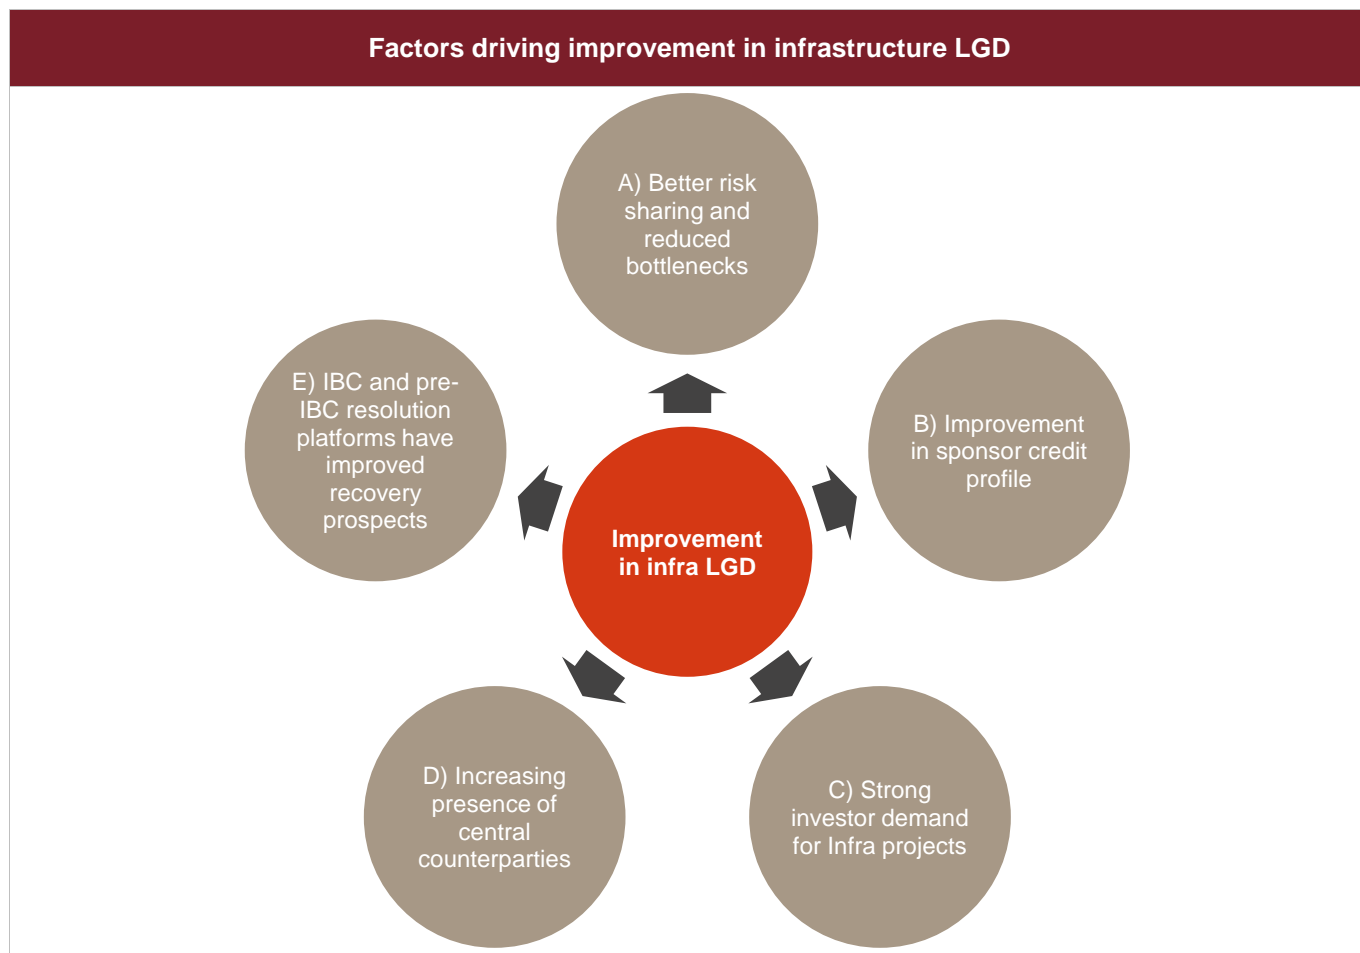 Factors driving improvement in infrastructure LGD
A) Better risk
sharing and
reduced
bottlenecks
B) Improvement
in sponsor credit
profile
C) Strong
investor demand
for Infra projects
D) Increasing
presence of
central
counterparties
E) IBC and pre-
IBC resolution
platforms have
improved
recovery
prospects
Improvement
in infra LGD